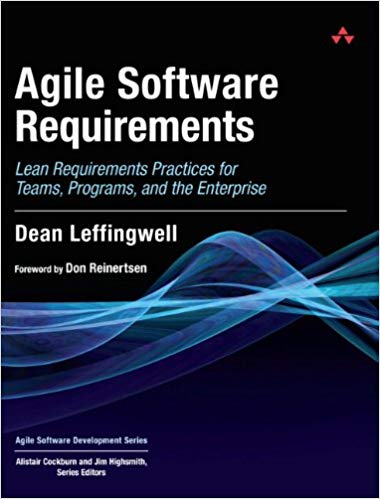 Agile Software
Requirements
Lean Requirements Practices for
Teams, Programs, and the Enterprise
Dean Leffingwell
Foreword by Don Reinertsen
Agile Software Development Series
Alistair Cockburn and Jim Highsmith,
Series Editors